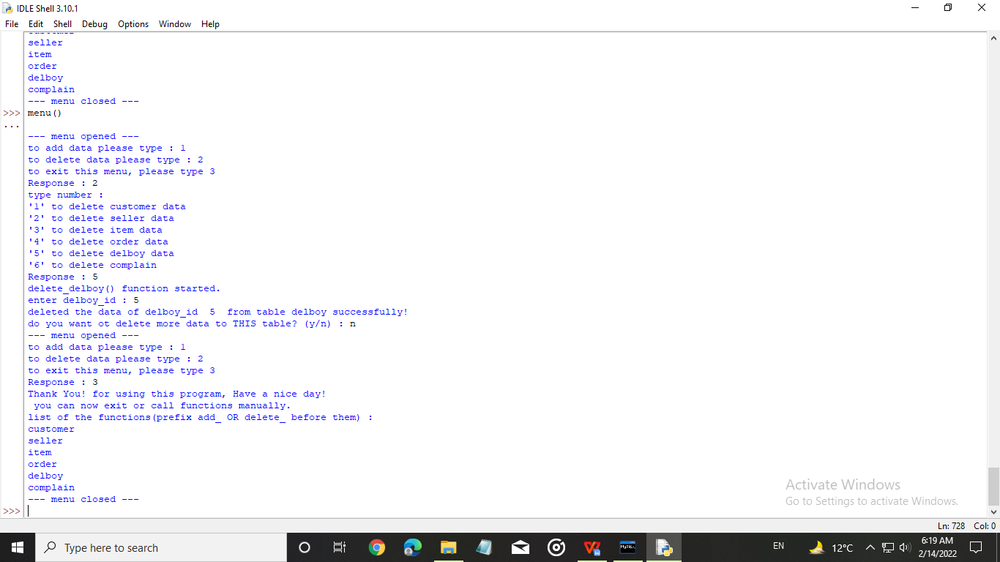 IDLE Shell 3.10.1
File Edit Shell Debug Options Window Help
seller
item
order
delboy
complain
--- menu closed ---
>>> menu()
...
--- menu opened ---
to add data please type : 1
to delete data please type : 2
to exit this menu, please type 3
Response : 2
type number :
'1' to delete customer data
'2' to delete seller data
'3' to delete item data
'4' to delete order data
'5' to delete delboy data
'6' to delete complain
Response : 5
delete_delboy() function started.
enter delboy_id : 5
deleted the data of delboy_id  5  from table delboy successfully!
do you want ot delete more data to THIS table? (y/n) : n
--- menu opened ---
to add data please type : 1
to delete data please type : 2
to exit this menu, please type 3
Response : 3
Thank You! for using this program, Have a nice day!
 you can now exit or call functions manually.
list of the functions(prefix add_ OR delete_ before them) :
customer
seller
item
order
delboy
complain
--- menu closed ---
>>>
Activate Windows
Go to Settings to activate Windows.
Ln: 728 Col: 0
Type here to search
MySQL
EN
12°C
6:19 AM
2/14/2022